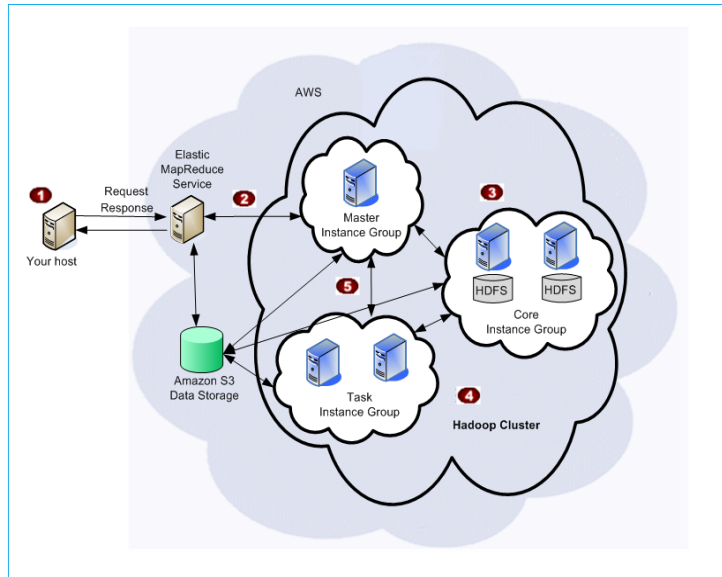 AWS
Elastic
MapReduce
Service
1
Request
Response
2
3
Master
Instance Group
Your host
HDFS
HDFS
5
Core
Instance Group
Amazon S3
Data Storage
Task
Instance Group
4
Hadoop Cluster